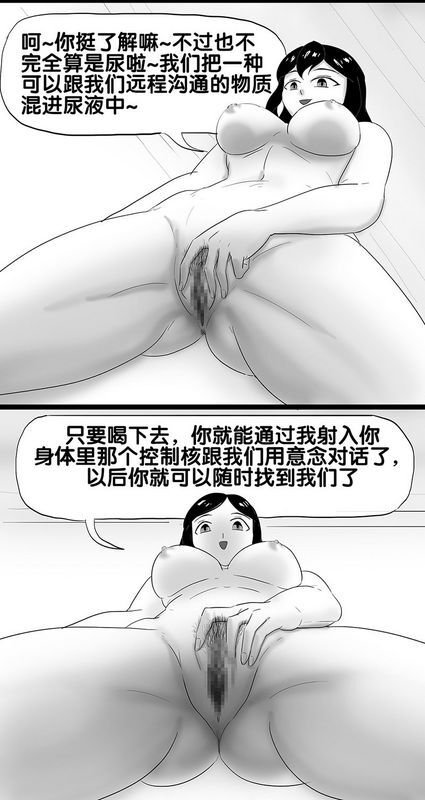 呵~你挺了解嘛~不过也不
完全算是尿啦~我们把一种
可以跟我们远程沟通的物质
混进尿液中~
只要喝下去，你就能通过我射入你
身体里那个控制核跟我们用意念对话了，
以后你就可以随时找到我们了